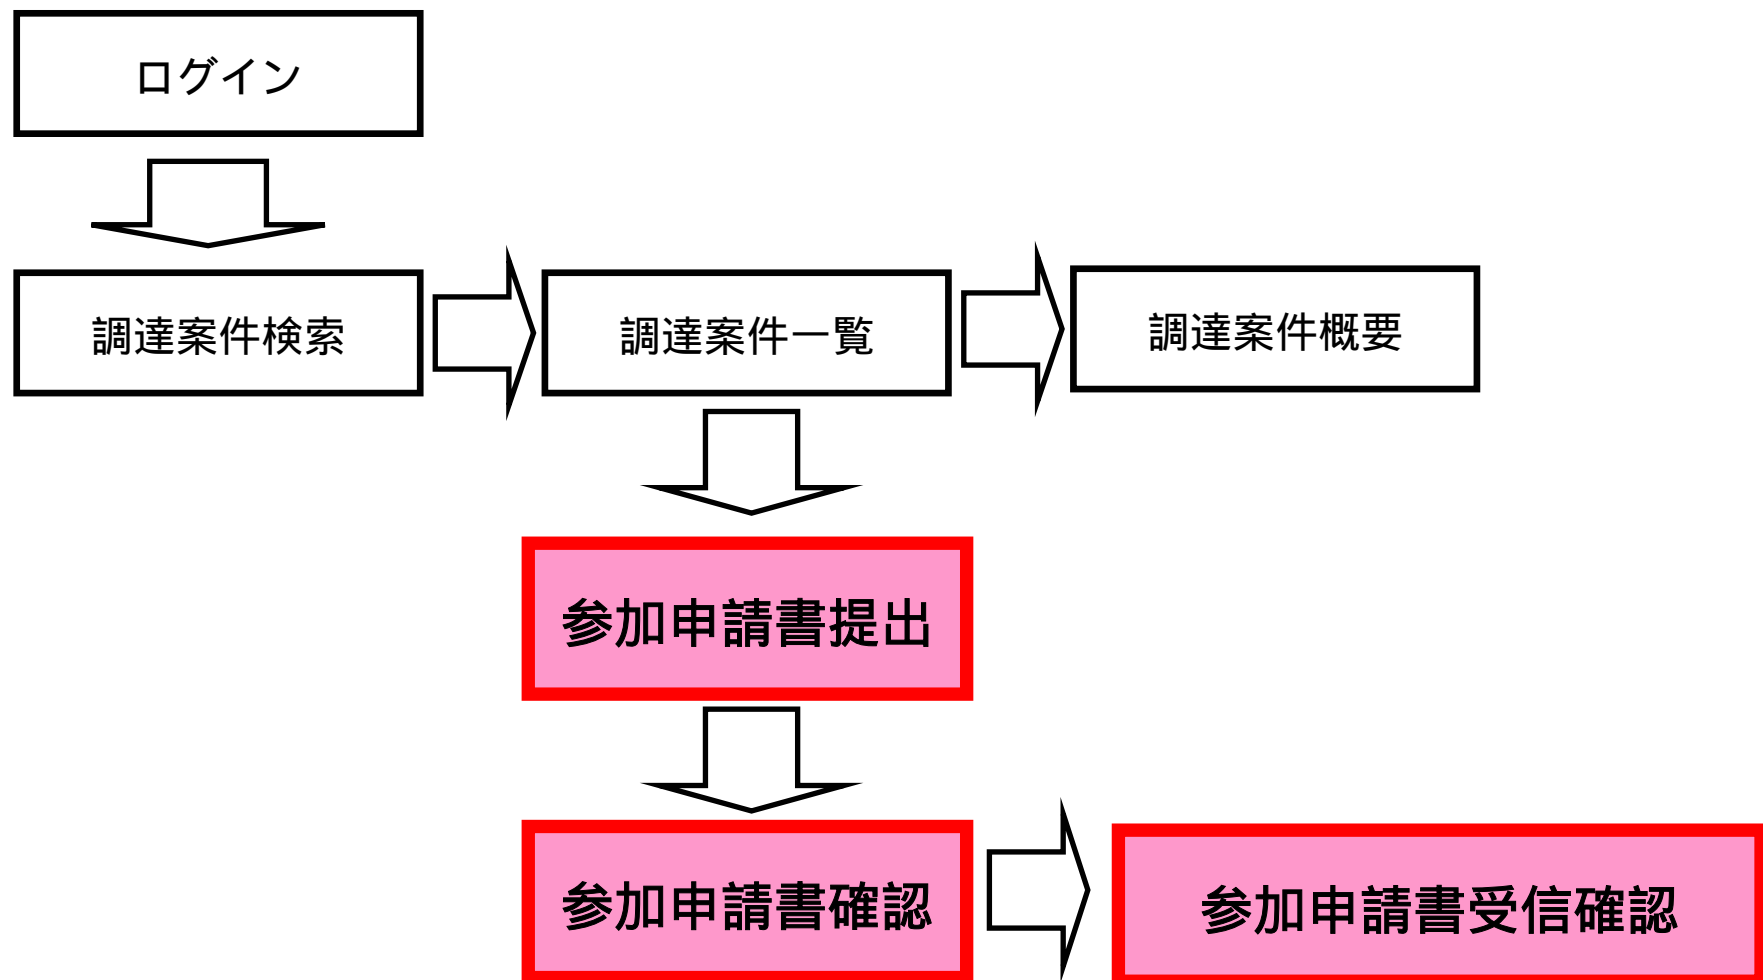 ログイン
調達案件検索
調達案件一覧
調達案件概要
参加申請書提出
参加申請書確認
参加申請書受信確認